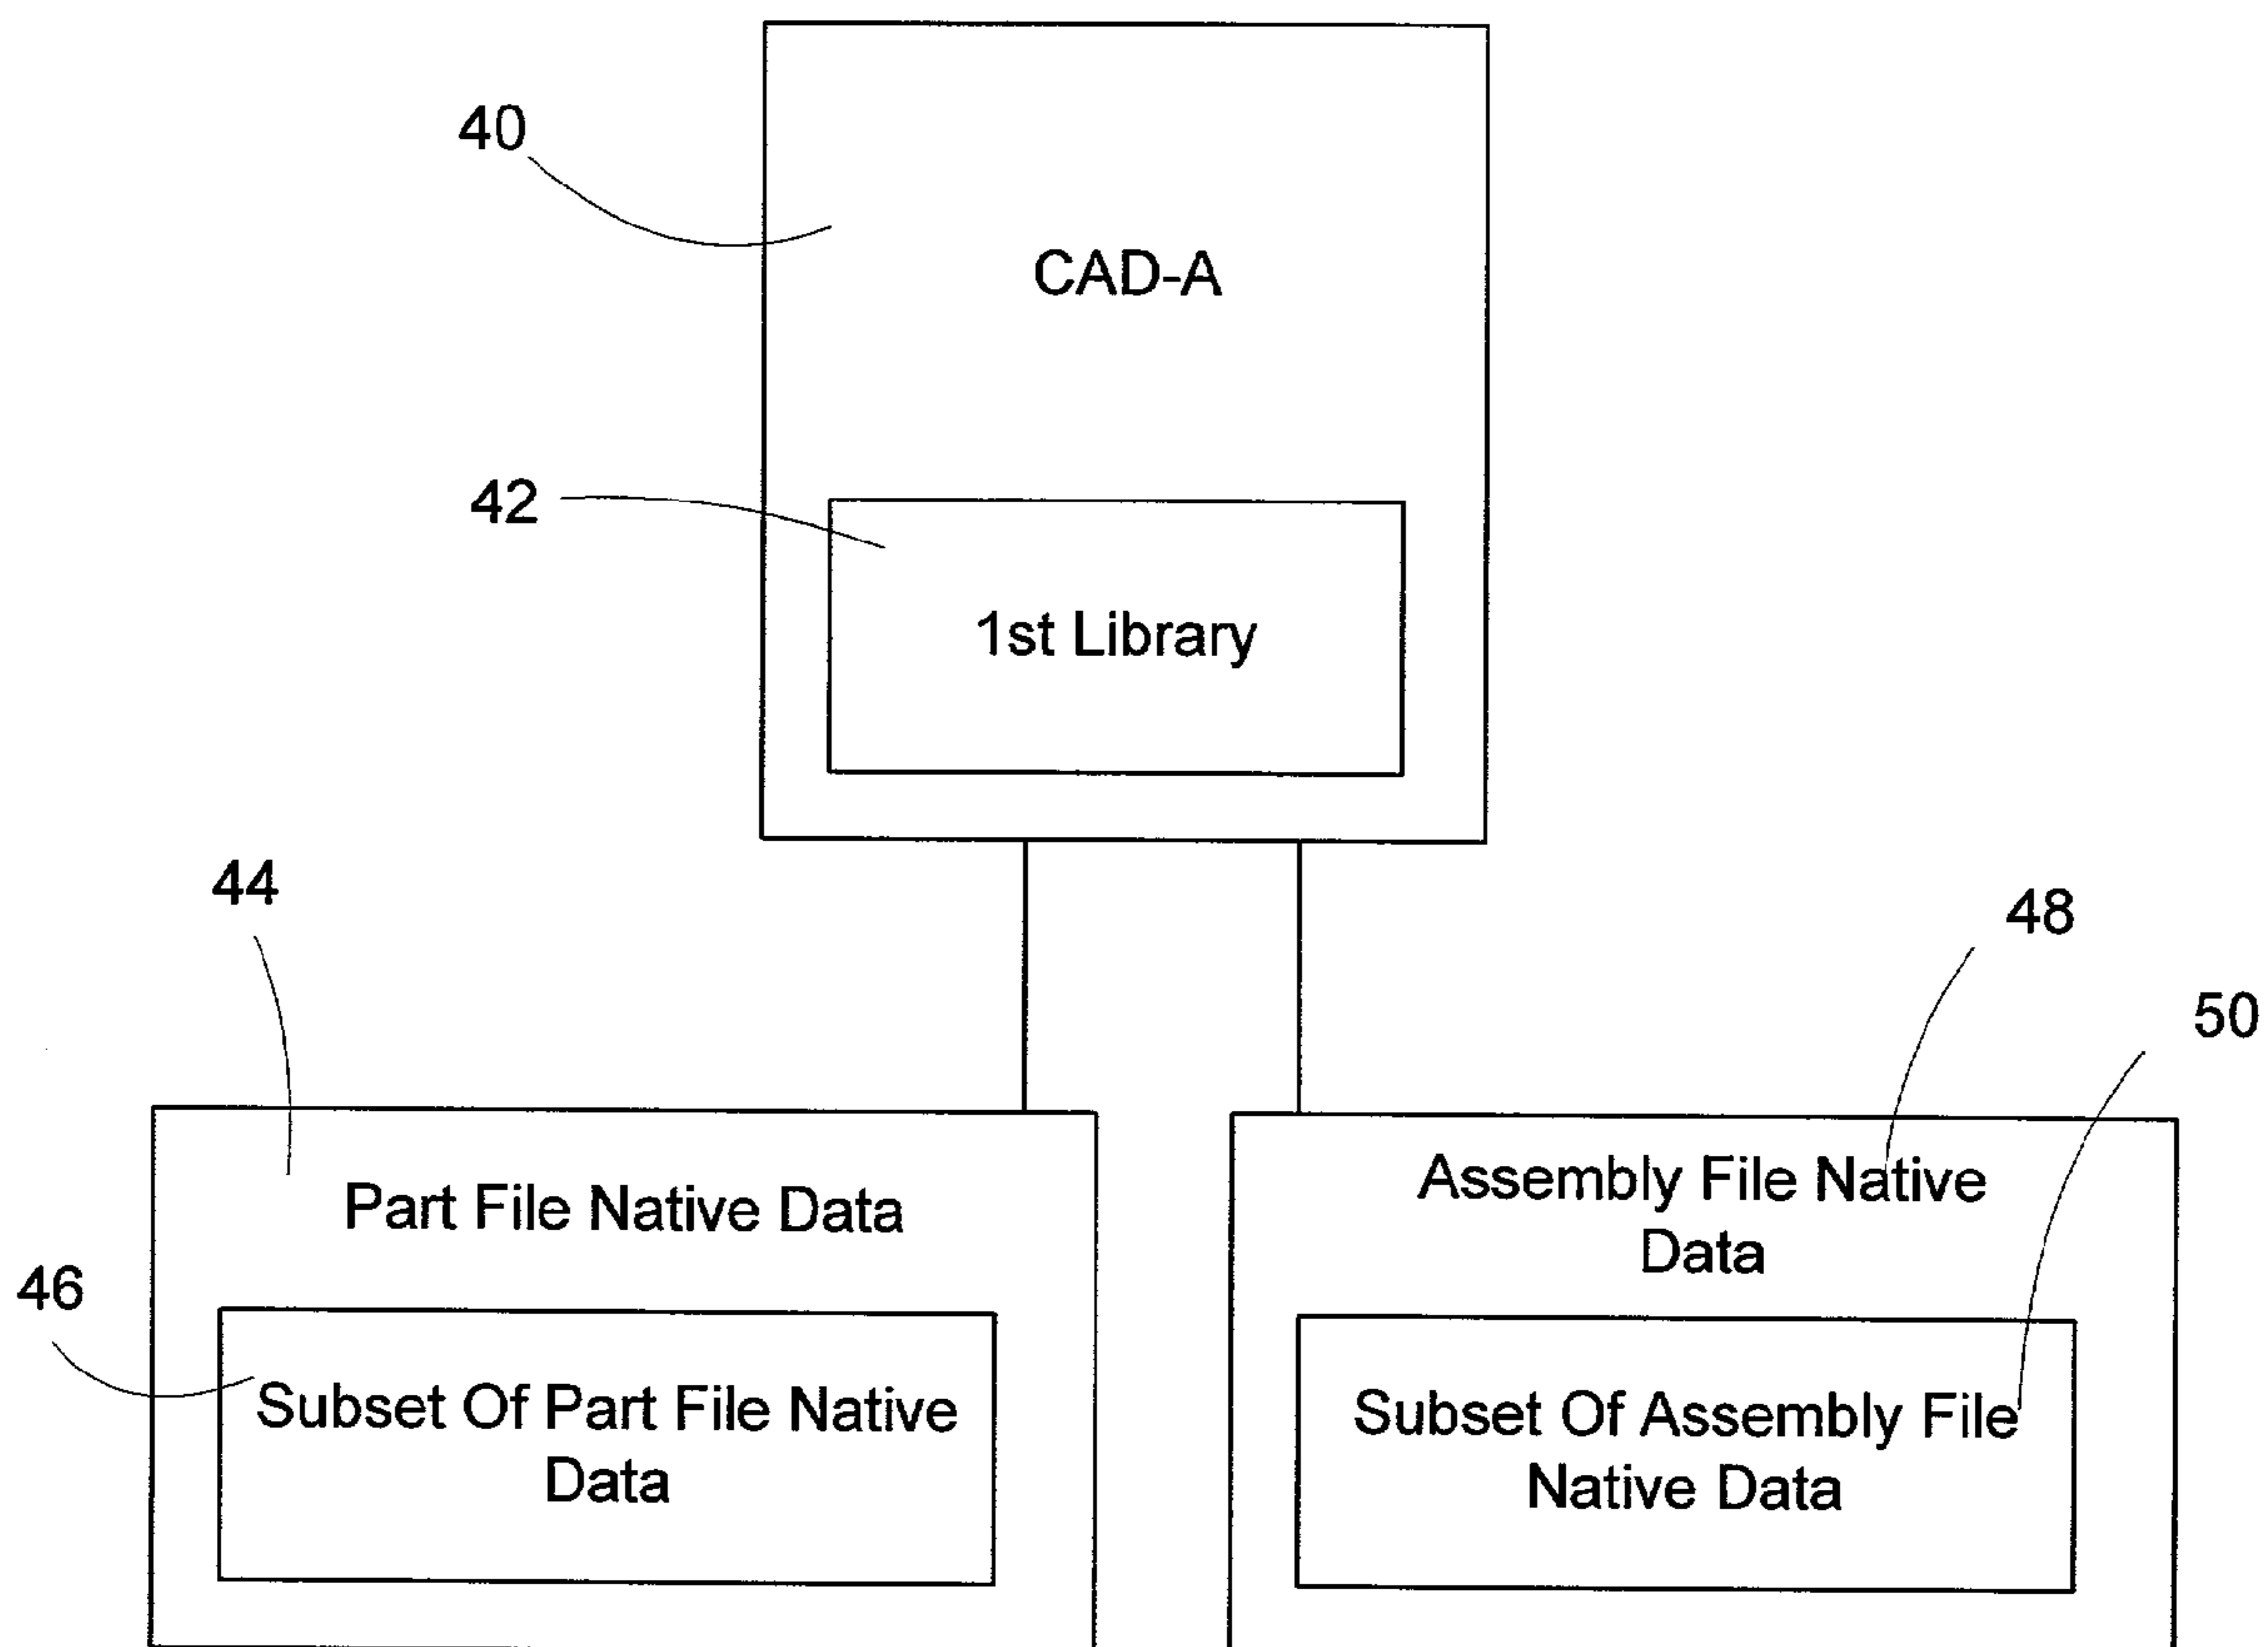 40
CAD-A
42
1st Library
44
48
50
Part File Native Data
Assembly File Native
Data
46
Subset Of Part File Native
Data
Subset Of Assembly File
Native Data